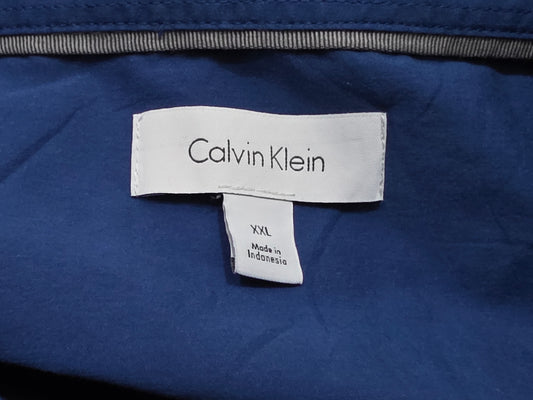 Calvin Klein
XXL
Made in
Indonesia